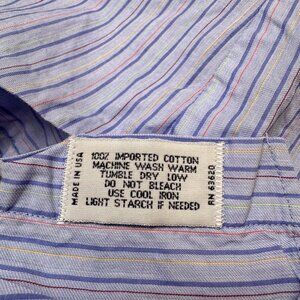 MADE IN USA
100% IMPORTED COTTON
MACHINE WASH WARM
TUMBLE DRY LOW
DO NOT BLEACH
USE COOL IRON
LIGHT STARCH IF NEEDED
RN 63620